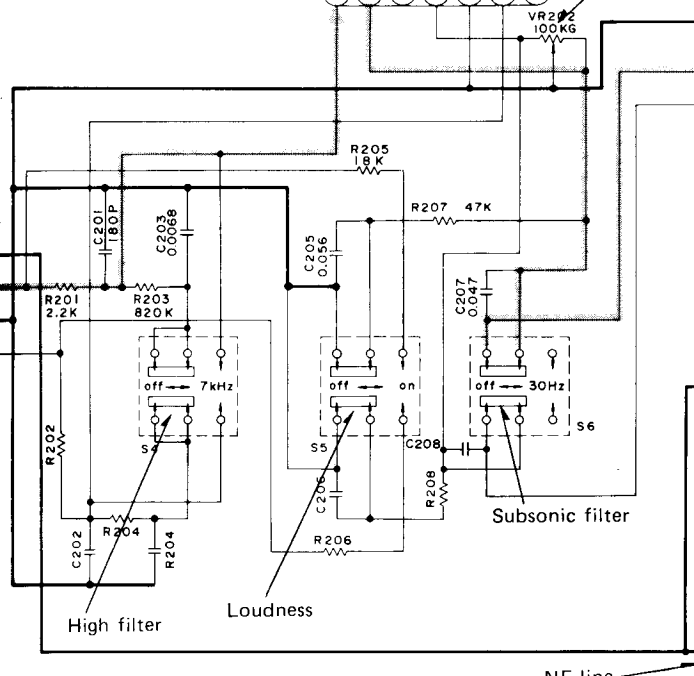 VR202
100KG
R205
18K
C201
180P
C203
0.0068
R207 47K
C205
0.056
C207
0.047
R201
2.2K
R203
820K
off 7kHz
off on
off 30Hz
S4
S5
S6
R202
C208
C206
R208
R204
C202
R204
R206
Subsonic filter
Loudness
High filter
NF line